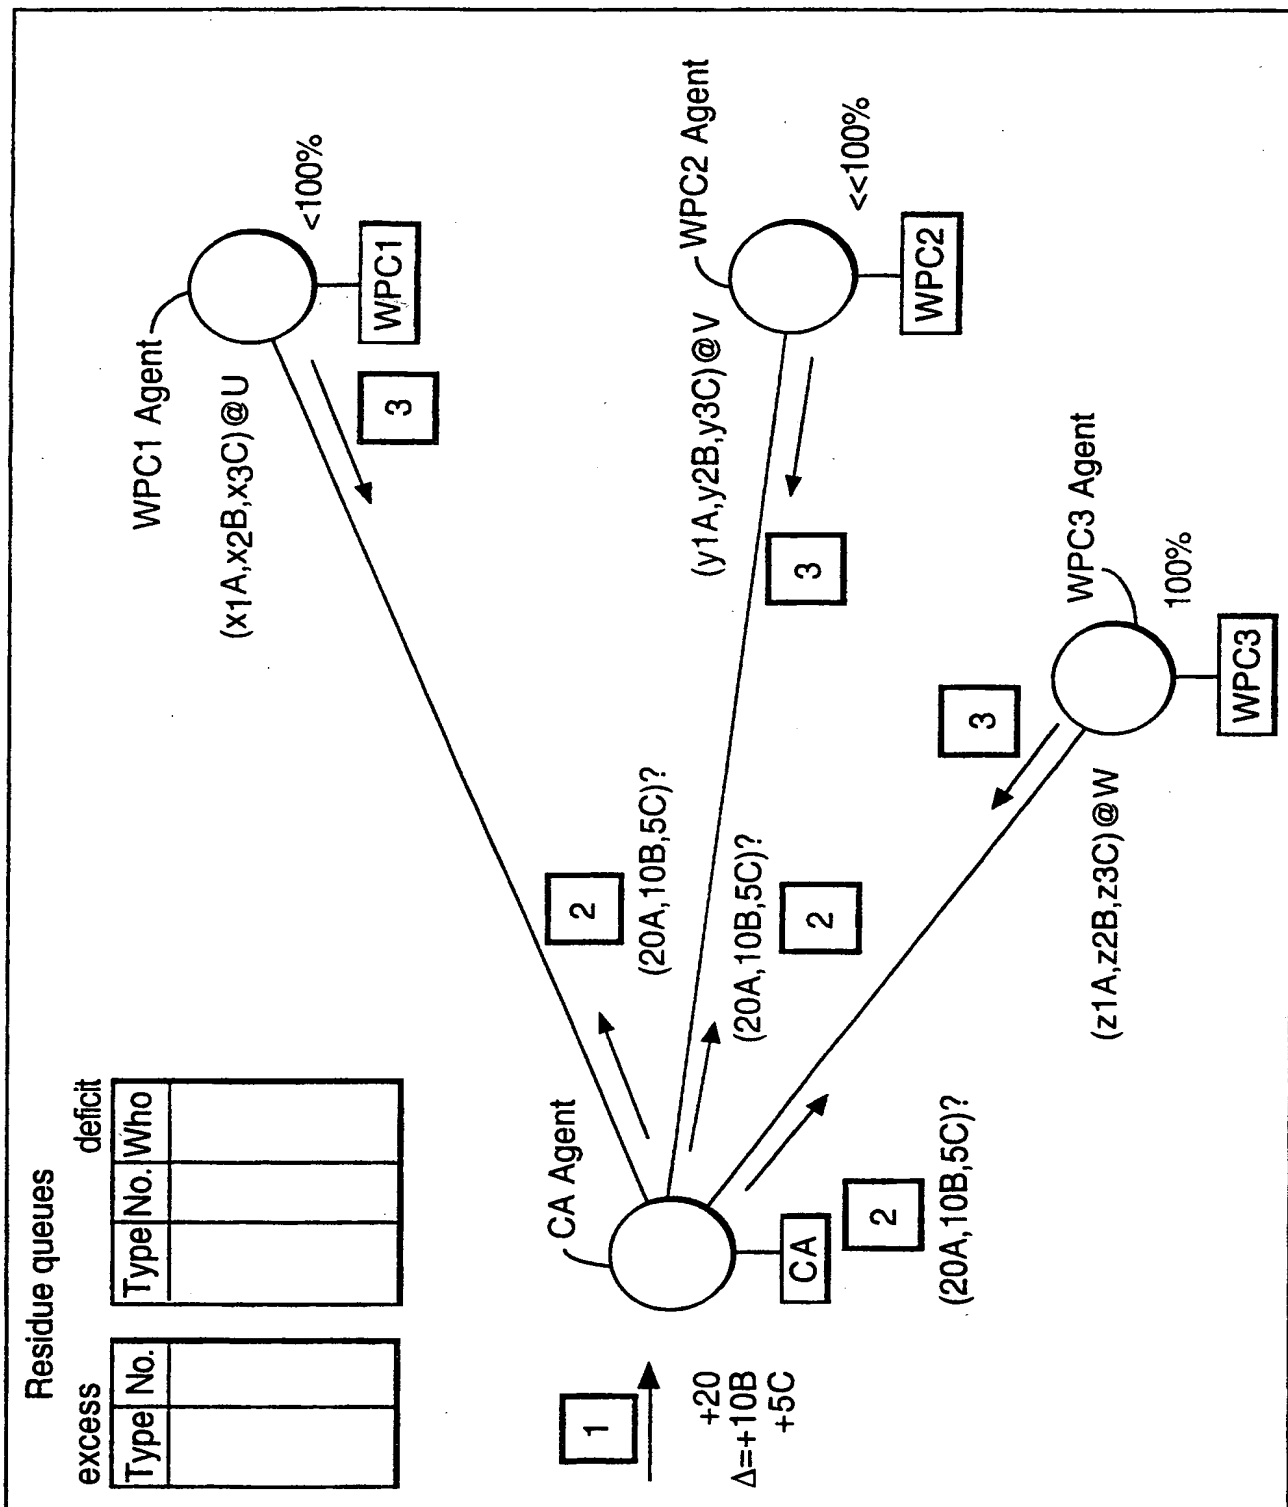 Residue queues
excess
Type No.
deficit
Type No. Who
1
+20
Δ=+10B
+5C
CA Agent
CA
2
(20A,10B,5C)?
2
(20A,10B,5C)?
2
(20A,10B,5C)?
WPC1 Agent
(x1A,x2B,x3C)@U
<100%
WPC1
3
WPC2 Agent
(y1A,y2B,y3C)@V
<<100%
WPC2
3
WPC3 Agent
100%
WPC3
3
(z1A,z2B,z3C)@W